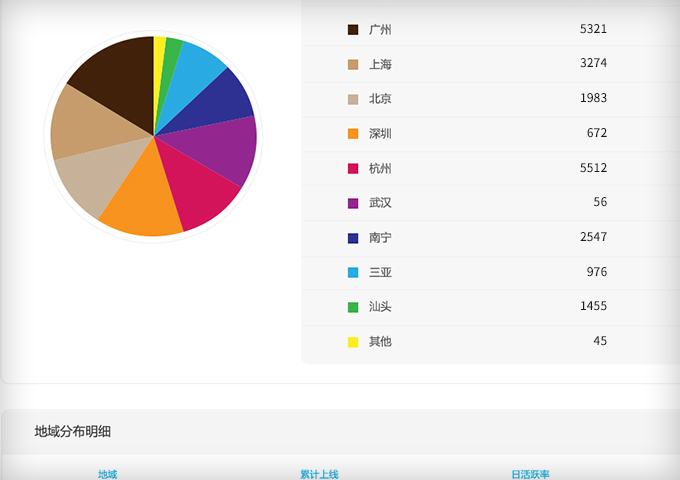 广州 5321
上海 3274
北京 1983
深圳 672
杭州 5512
武汉 56
南宁 2547
三亚 976
汕头 1455
其他 45
地域分布明细
地域 累计上线 日活跃率